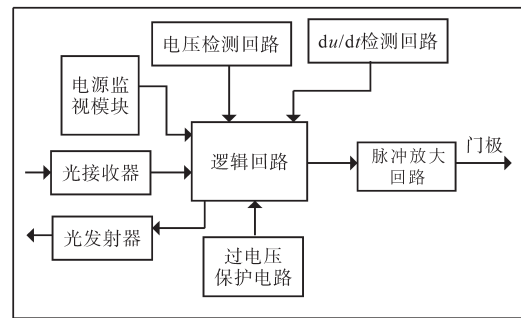 电压检测回路
du/dt检测回路
电源监
视模块
逻辑回路
光接收器
脉冲放大
回路
门极
光发射器
过电压
保护电路